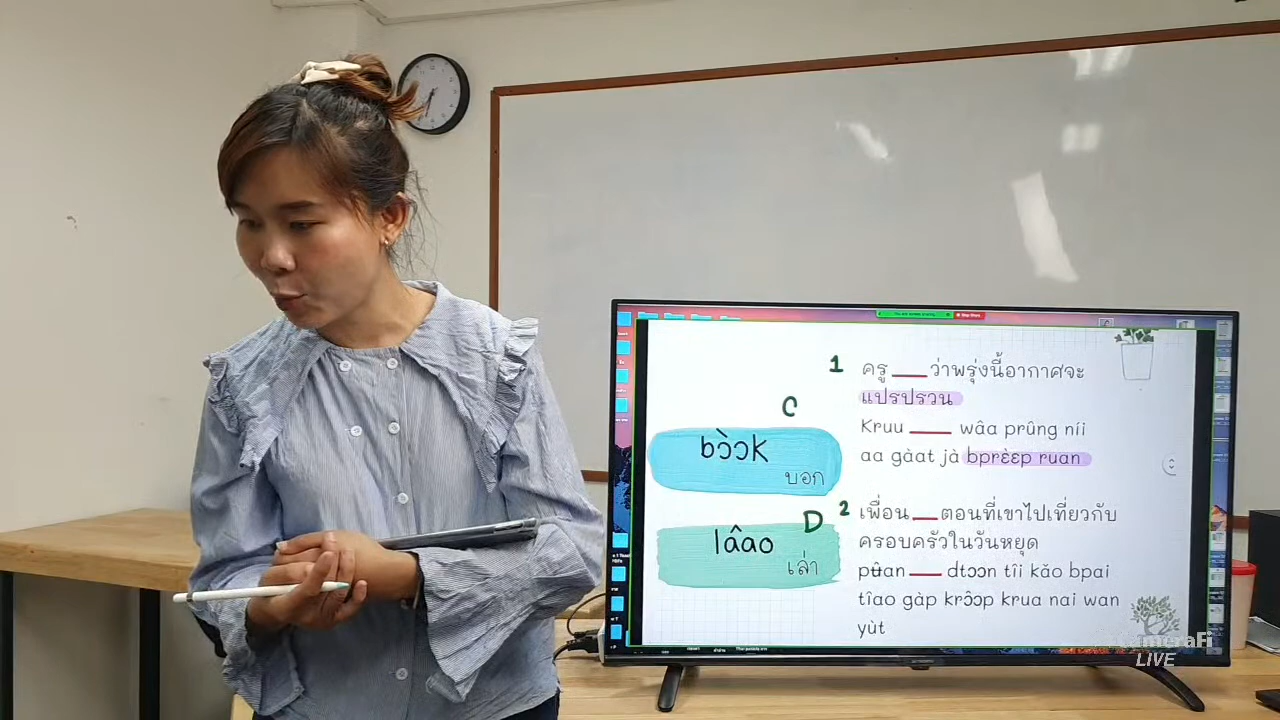 C
bɔ̀ɔk
บอก
D
lâao
เล่า
1 ครู ___ ว่าพรุ่งนี้อากาศจะ
แปรปรวน
Kruu ___ wâa prûng níi
aa gàat jà bprɛ̀ɛp ruan
2 เพื่อน ___ ตอนที่เขาไปเที่ยวกับ
ครอบครัวในวันหยุด
pʉ̂an ___ dtɔɔn tîi kăo bpai
tîao gàp krɔ̂ɔp krua nai wan
yùt
LIVE